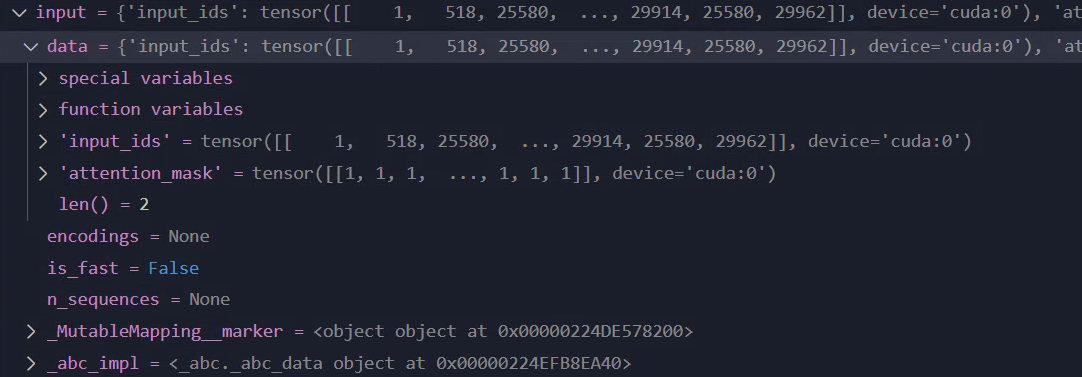 input = {'input_ids': tensor([[    1,   518, 25580,  ..., 29914, 25580, 29962]], device='cuda:0'), 'at
data = {'input_ids': tensor([[    1,   518, 25580,  ..., 29914, 25580, 29962]], device='cuda:0'), 'at
special variables
function variables
'input_ids' = tensor([[    1,   518, 25580,  ..., 29914, 25580, 29962]], device='cuda:0')
'attention_mask' = tensor([[1, 1, 1,  ..., 1, 1, 1]], device='cuda:0')
len() = 2
encodings = None
is_fast = False
n_sequences = None
_MutableMapping__marker = <object object at 0x00000224DE578200>
_abc_impl = <_abc._abc_data object at 0x00000224EFB8EA40>